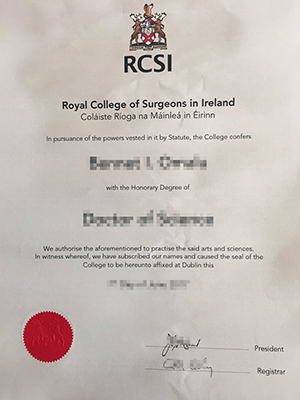 RCSI
Royal College of Surgeons in Ireland
Coláiste Ríoga na Máinleá in Éirinn
In pursuance of the powers vested in it by Statute, the College confers
with the Honorary Degree of
Doctor of Science
We authorise the aforementioned to practise the said arts and sciences.
In witness whereof, we have subscribed our names and caused the seal of the
College to be hereunto affixed at Dublin this
President
Registrar